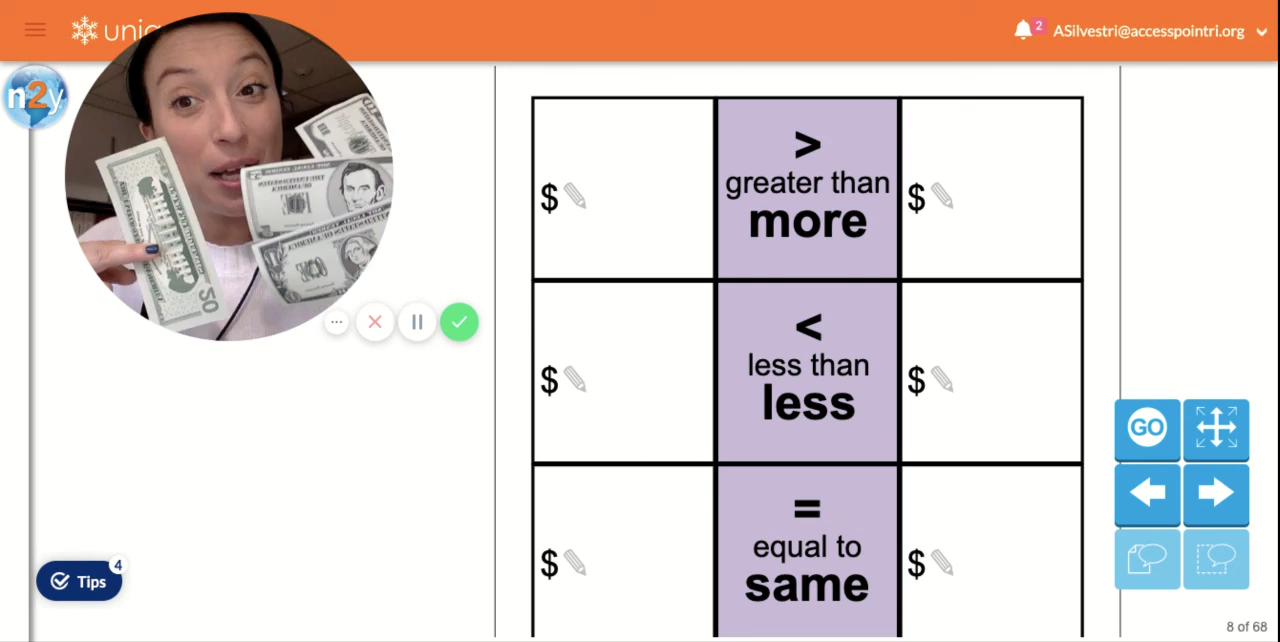 uniq
2
ASilvestri@accesspointri.org
n2y
$
>
greater than
more
$
$
<
less than
less
$
$
=
equal to
same
$
GO
Tips
4
8 of 68